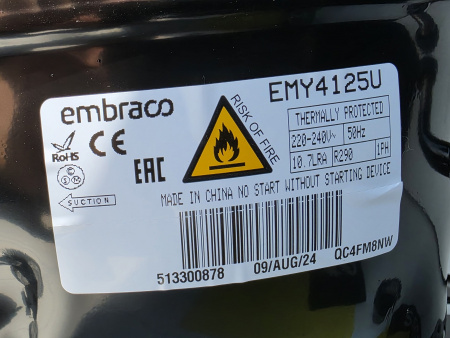 embraco
EMY4125U
RISK OF FIRE
THERMALLY PROTECTED
220-240V~ 50Hz
10.7LRA R290 1PH
RoHS
CE
EAC
SUCTION
MADE IN CHINA NO START WITHOUT STARTING DEVICE
513300878
09/AUG/24
QC4FM8NW